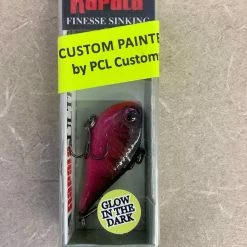 Rapala
FINESSE SINKING
CUSTOM PAINTE
by PCL Custom
GLOW
IN THE
DARK